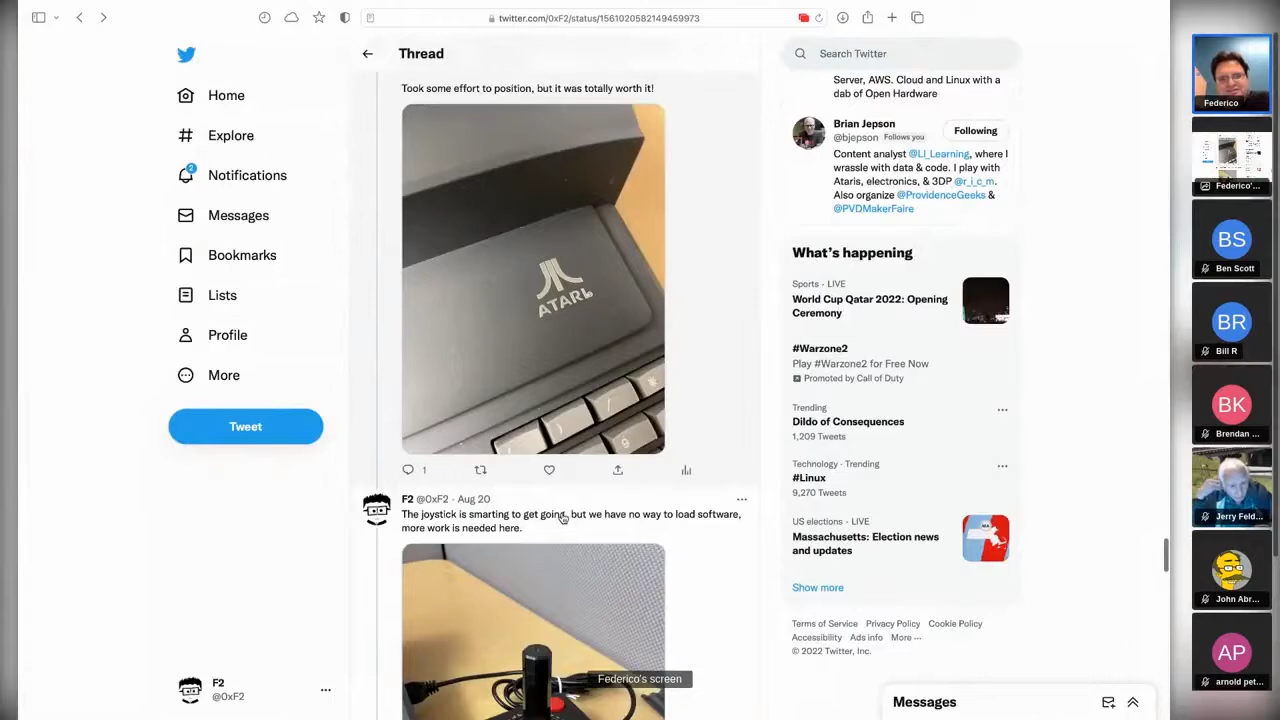 twitter.com/0xF2/status/1561020582149459973
Home
Explore
2
Notifications
Messages
Bookmarks
Lists
Profile
More
Tweet
F2
@0xF2
Thread
Took some effort to position, but it was totally worth it!
ATARI
)
/
*
9
1
F2 @0xF2 · Aug 20
The joystick is smarting to get going, but we have no way to load software,
more work is needed here.
Federico's screen
Search Twitter
Server, AWS. Cloud and Linux with a
dab of Open Hardware
Brian Jepson
@bjepson Follows you
Following
Content analyst @LI_Learning, where I
wrassle with data & code. I play with
Ataris, electronics, & 3DP @r_i_c_m.
Also organize @ProvidenceGeeks &
@PVDMakerFaire
What's happening
Sports · LIVE
World Cup Qatar 2022: Opening
Ceremony
#Warzone2
Play #Warzone2 for Free Now
Promoted by Call of Duty
Trending
Dildo of Consequences
1,209 Tweets
Technology · Trending
#Linux
9,270 Tweets
US elections · LIVE
Massachusetts: Election news
and updates
MA
Show more
Terms of Service Privacy Policy Cookie Policy
Accessibility Ads info More ···
© 2022 Twitter, Inc.
Messages
Federico
Federico'...
BS
Ben Scott
BR
Bill R
BK
Brendan ...
Jerry Feld...
John Abr...
AP
arnold pet...